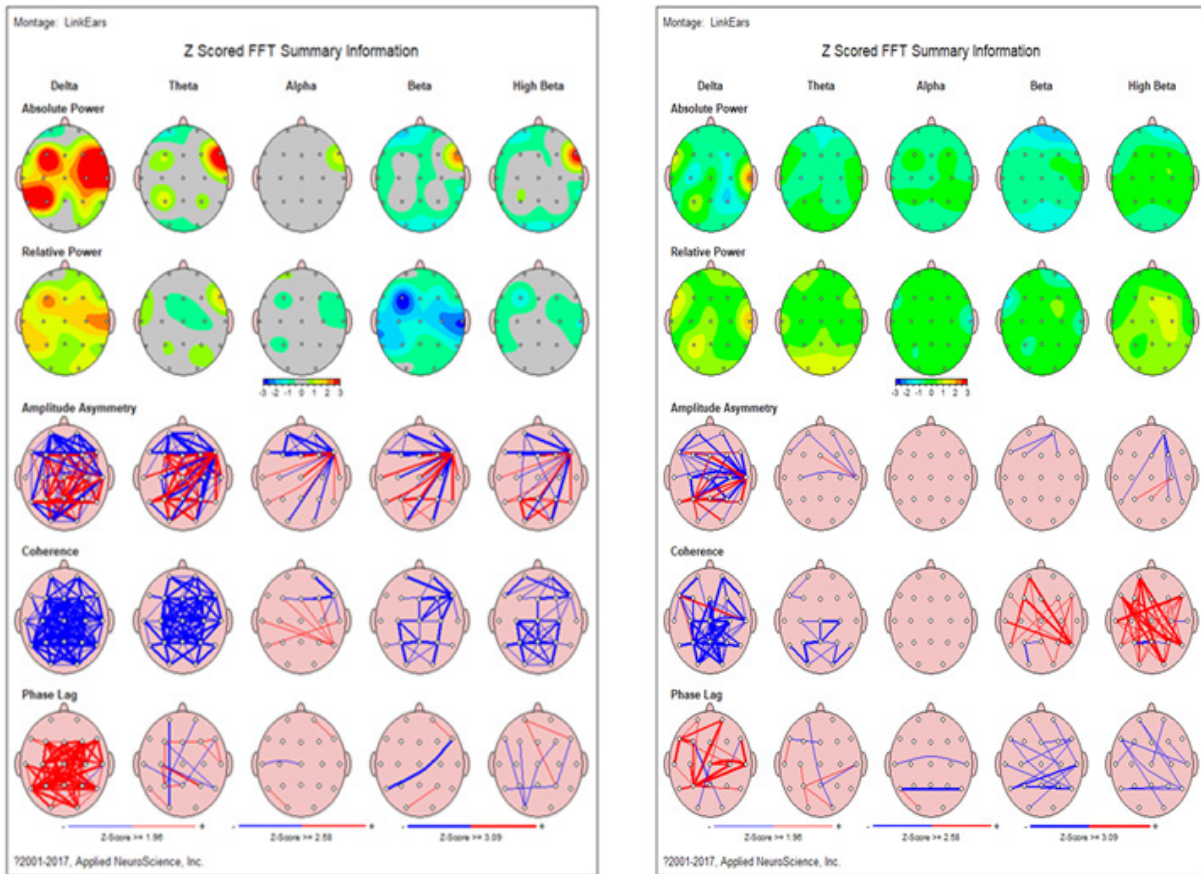 Montage: LinkEars
Z Scored FFT Summary Information
Delta Theta Alpha Beta High Beta
Absolute Power
Relative Power
-3 -2 -1 0 1 2 3
Amplitude Asymmetry
Coherence
Phase Lag
- + - + - +
Z-Score >= 1.96 Z-Score >= 2.58 Z-Score >= 3.09
?2001-2017, Applied NeuroScience, Inc.
Montage: LinkEars
Z Scored FFT Summary Information
Delta Theta Alpha Beta High Beta
Absolute Power
Relative Power
-3 -2 -1 0 1 2 3
Amplitude Asymmetry
Coherence
Phase Lag
- + - + - +
Z-Score >= 1.96 Z-Score >= 2.58 Z-Score >= 3.09
?2001-2017, Applied NeuroScience, Inc.